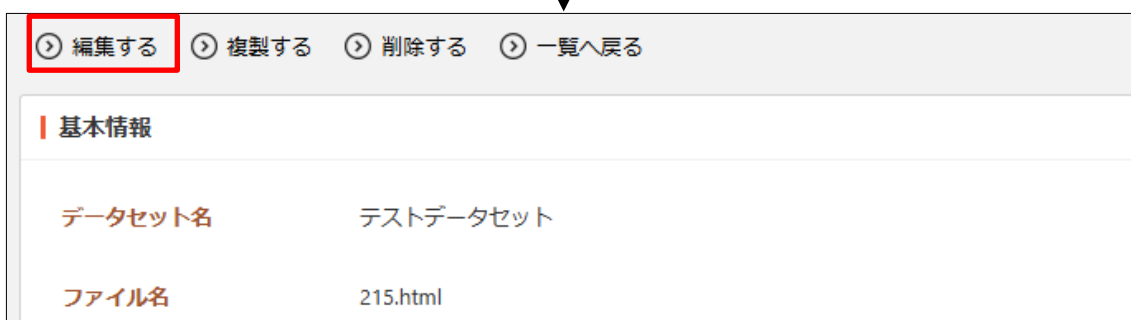 編集する 複製する 削除する 一覧へ戻る
基本情報
データセット名 テストデータセット
ファイル名 215.html